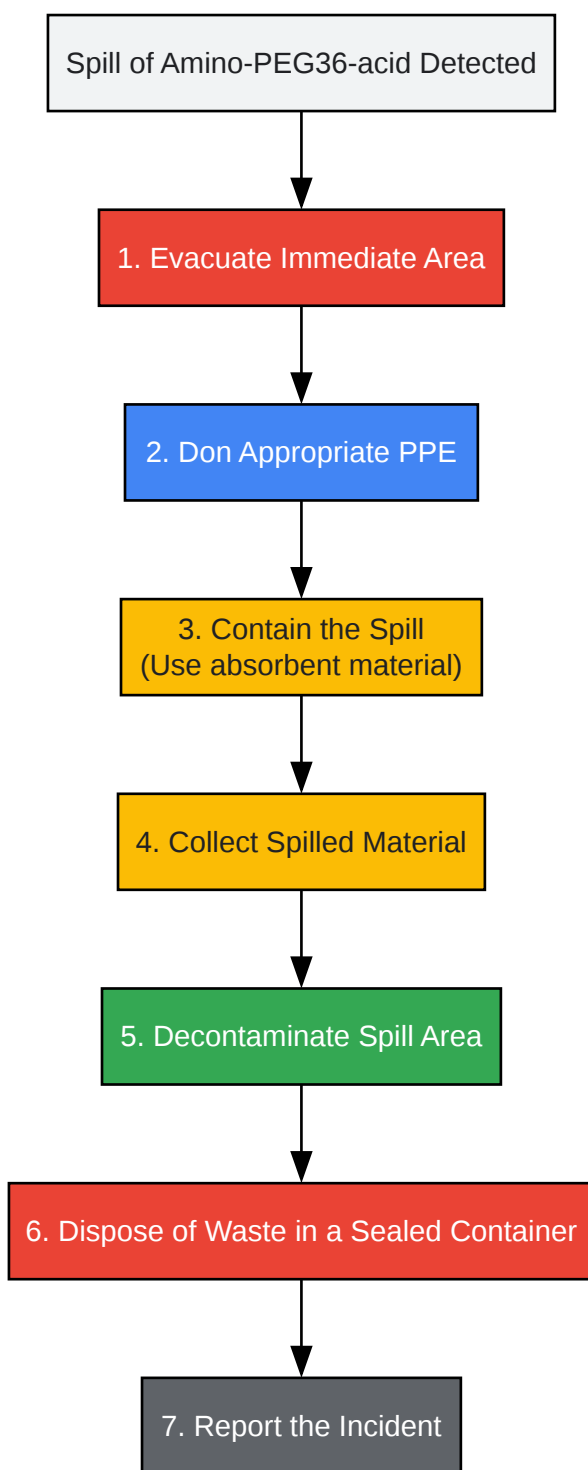 Spill of Amino-PEG36-acid Detected
1. Evacuate Immediate Area
2. Don Appropriate PPE
3. Contain the Spill
(Use absorbent material)
4. Collect Spilled Material
5. Decontaminate Spill Area
6. Dispose of Waste in a Sealed Container
7. Report the Incident